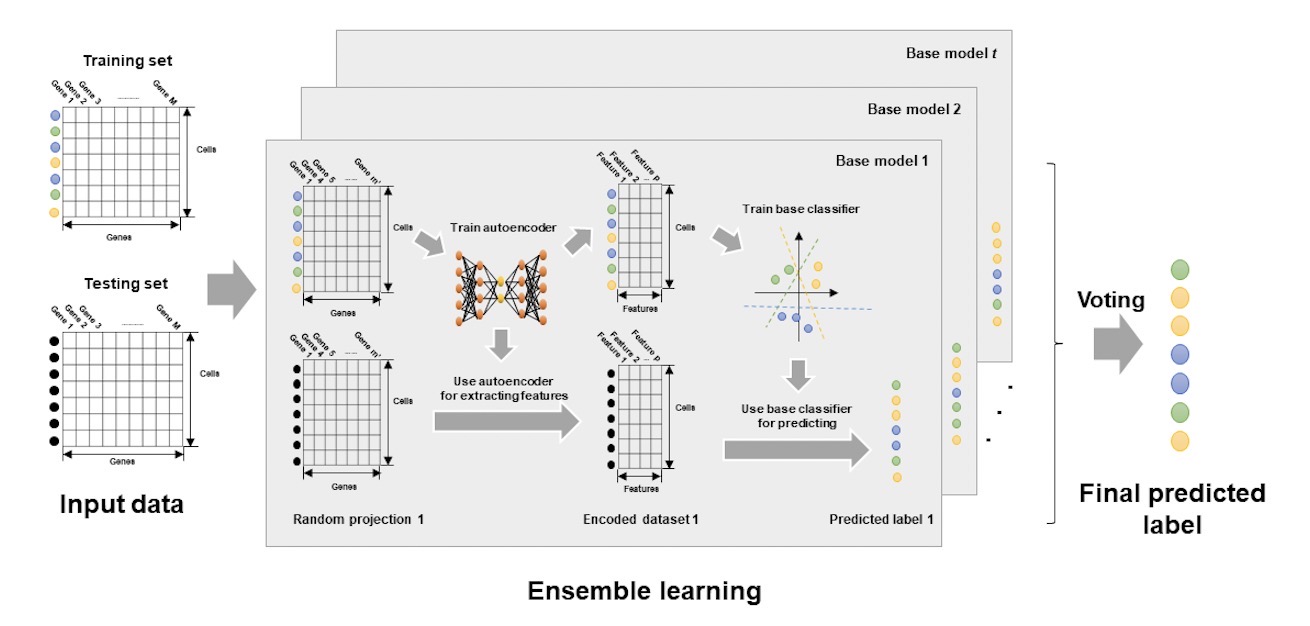 Training set
Gene 1
Gene 2
Gene 3
............
Gene M
Cells
Genes
Testing set
Gene 1
Gene 2
Gene 3
............
Gene M
Cells
Genes
Input data
Base model t
Base model 2
Base model 1
Gene 1
Gene 4
Gene 5
......
Gene m'
Cells
Genes
Train autoencoder
Feature 1
Feature 2
...
Feature p
Cells
Features
Train base classifier
Gene 1
Gene 4
Gene 5
......
Gene m'
Cells
Genes
Use autoencoder
for extracting features
Feature 1
Feature 2
...
Feature p
Cells
Features
Use base classifier
for predicting
Random projection 1
Encoded dataset 1
Predicted label 1
Voting
Final predicted
label
Ensemble learning